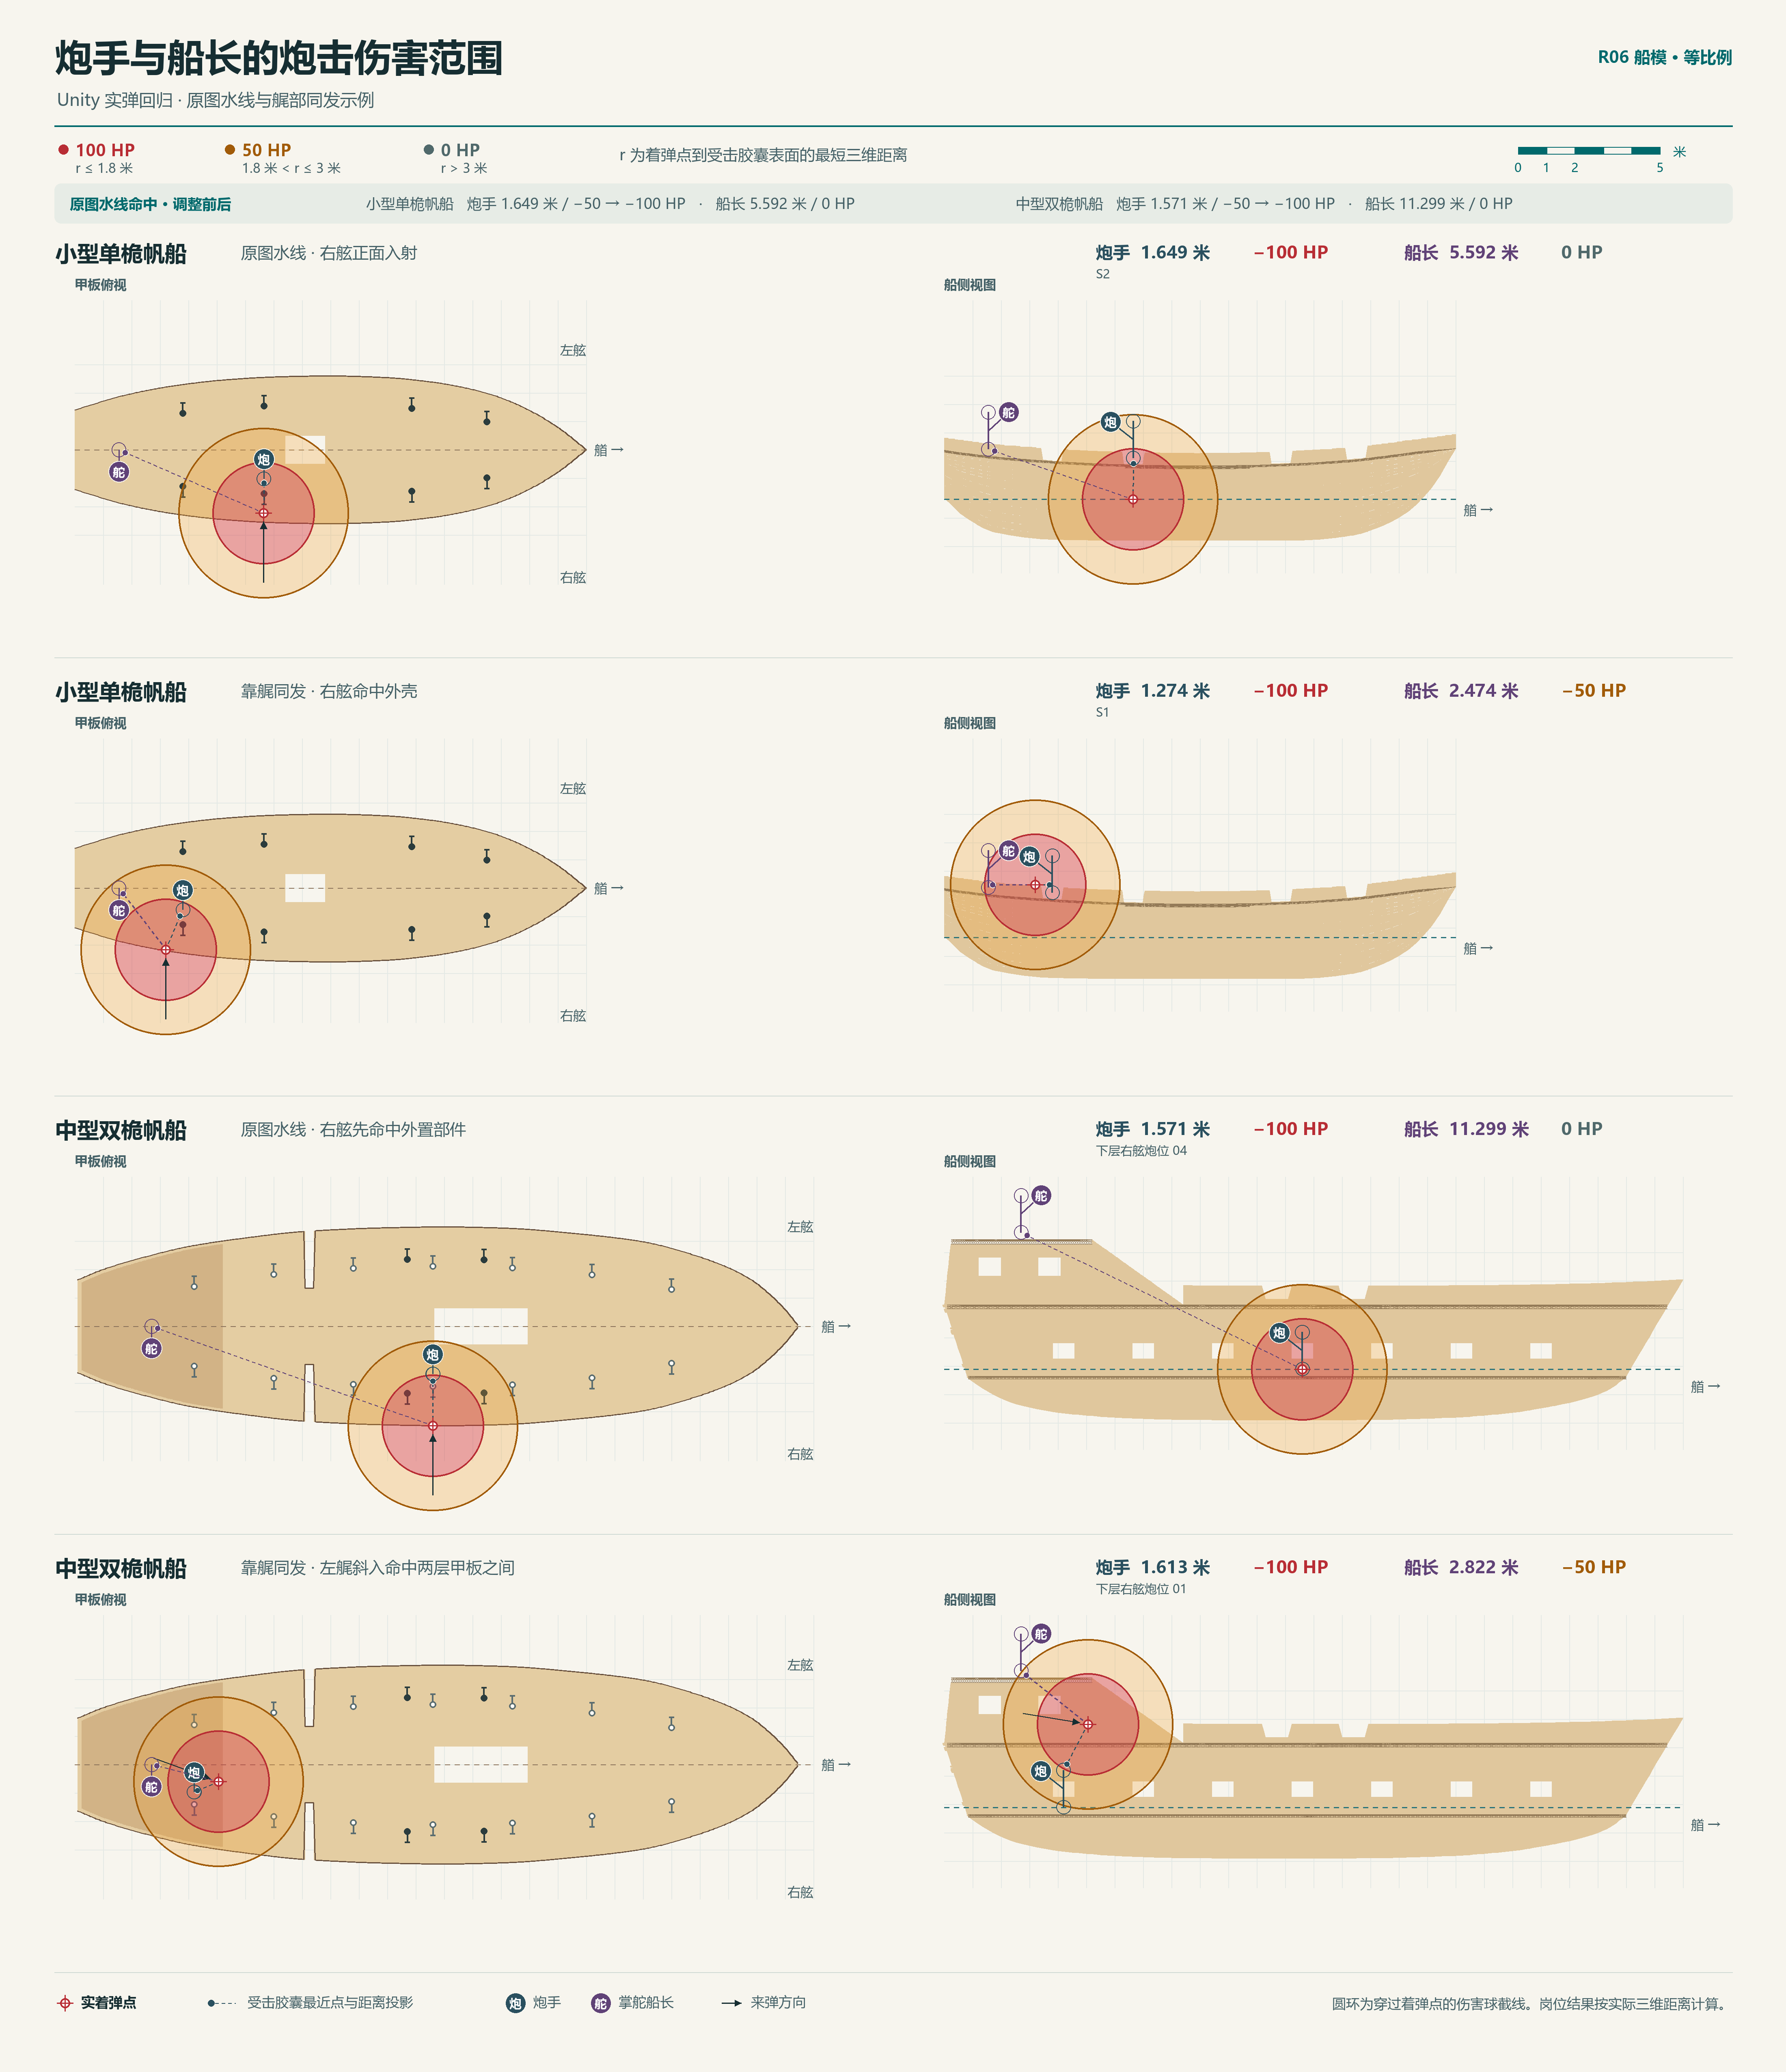 炮手与船长的炮击伤害范围
R06 船模 • 等比例
Unity 实弹回归 · 原图水线与艉部同发示例
100 HP
r ≤ 1.8 米
50 HP
1.8 米 < r ≤ 3 米
0 HP
r > 3 米
r 为着弹点到受击胶囊表面的最短三维距离
米
0 1 2 5
原图水线命中 • 调整前后 小型单桅帆船 炮手 1.649 米 / −50 → −100 HP · 船长 5.592 米 / 0 HP 中型双桅帆船 炮手 1.571 米 / −50 → −100 HP · 船长 11.299 米 / 0 HP
小型单桅帆船 原图水线 · 右舷正面入射 炮手 1.649 米 −100 HP 船长 5.592 米 0 HP
S2
甲板俯视
船侧视图
左舷
艏 →
炮
舵
右舷
舵
炮
艏 →
小型单桅帆船 靠艉同发 · 右舷命中外壳 炮手 1.274 米 −100 HP 船长 2.474 米 −50 HP
S1
甲板俯视
船侧视图
左舷
艏 →
炮
舵
右舷
舵
炮
艏 →
中型双桅帆船 原图水线 · 右舷先命中外置部件 炮手 1.571 米 −100 HP 船长 11.299 米 0 HP
下层右舷炮位 04
甲板俯视
船侧视图
左舷
艏 →
舵
炮
右舷
舵
炮
艏 →
中型双桅帆船 靠艉同发 · 左艉斜入命中两层甲板之间 炮手 1.613 米 −100 HP 船长 2.822 米 −50 HP
下层右舷炮位 01
甲板俯视
船侧视图
左舷
艏 →
炮
舵
右舷
舵
炮
艏 →
实着弹点 受击胶囊最近点与距离投影 炮 炮手 舵 掌舵船长 来弹方向
圆环为穿过着弹点的伤害球截线。岗位结果按实际三维距离计算。